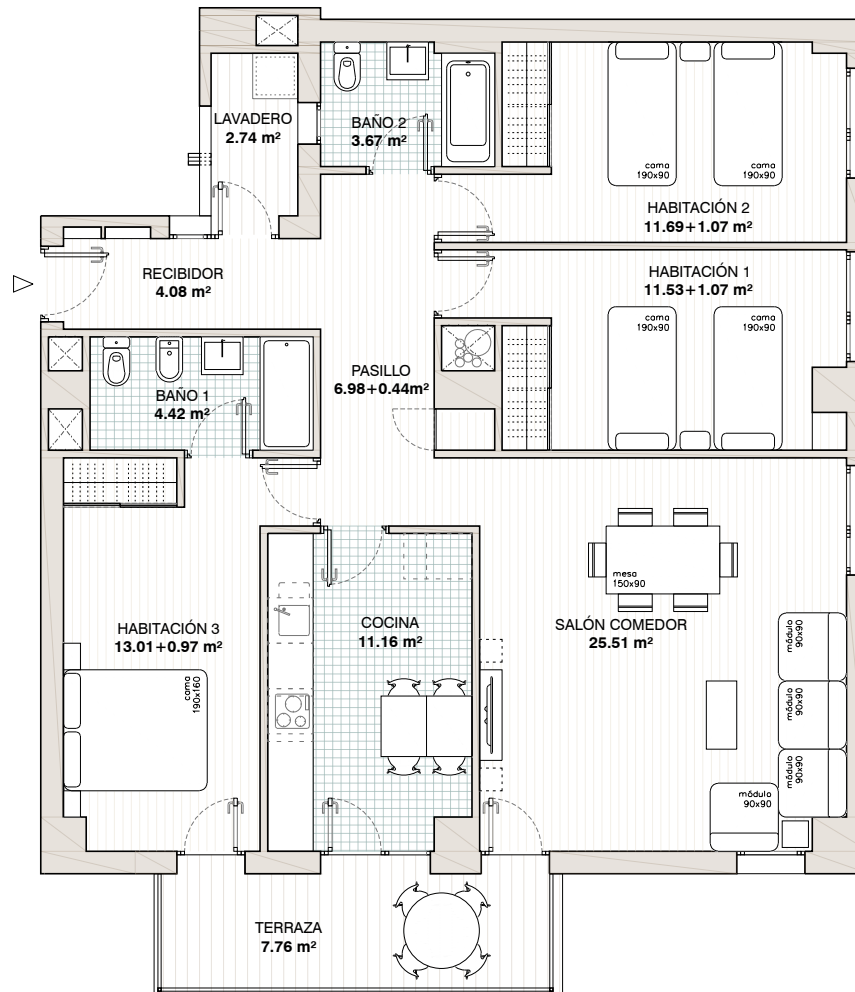 LAVADERO
2.74 m²
BAÑO 2
3.67 m²
cama
190x90
cama
190x90
HABITACIÓN 2
11.69+1.07 m²
RECIBIDOR
4.08 m²
HABITACIÓN 1
11.53+1.07 m²
cama
190x90
cama
190x90
BAÑO 1
4.42 m²
PASILLO
6.98+0.44m²
mesa
150x90
HABITACIÓN 3
13.01+0.97 m²
COCINA
11.16 m²
SALÓN COMEDOR
25.51 m²
módulo
90x90
cama
190x160
módulo
90x90
módulo
90x90
módulo
90x90
TERRAZA
7.76 m²